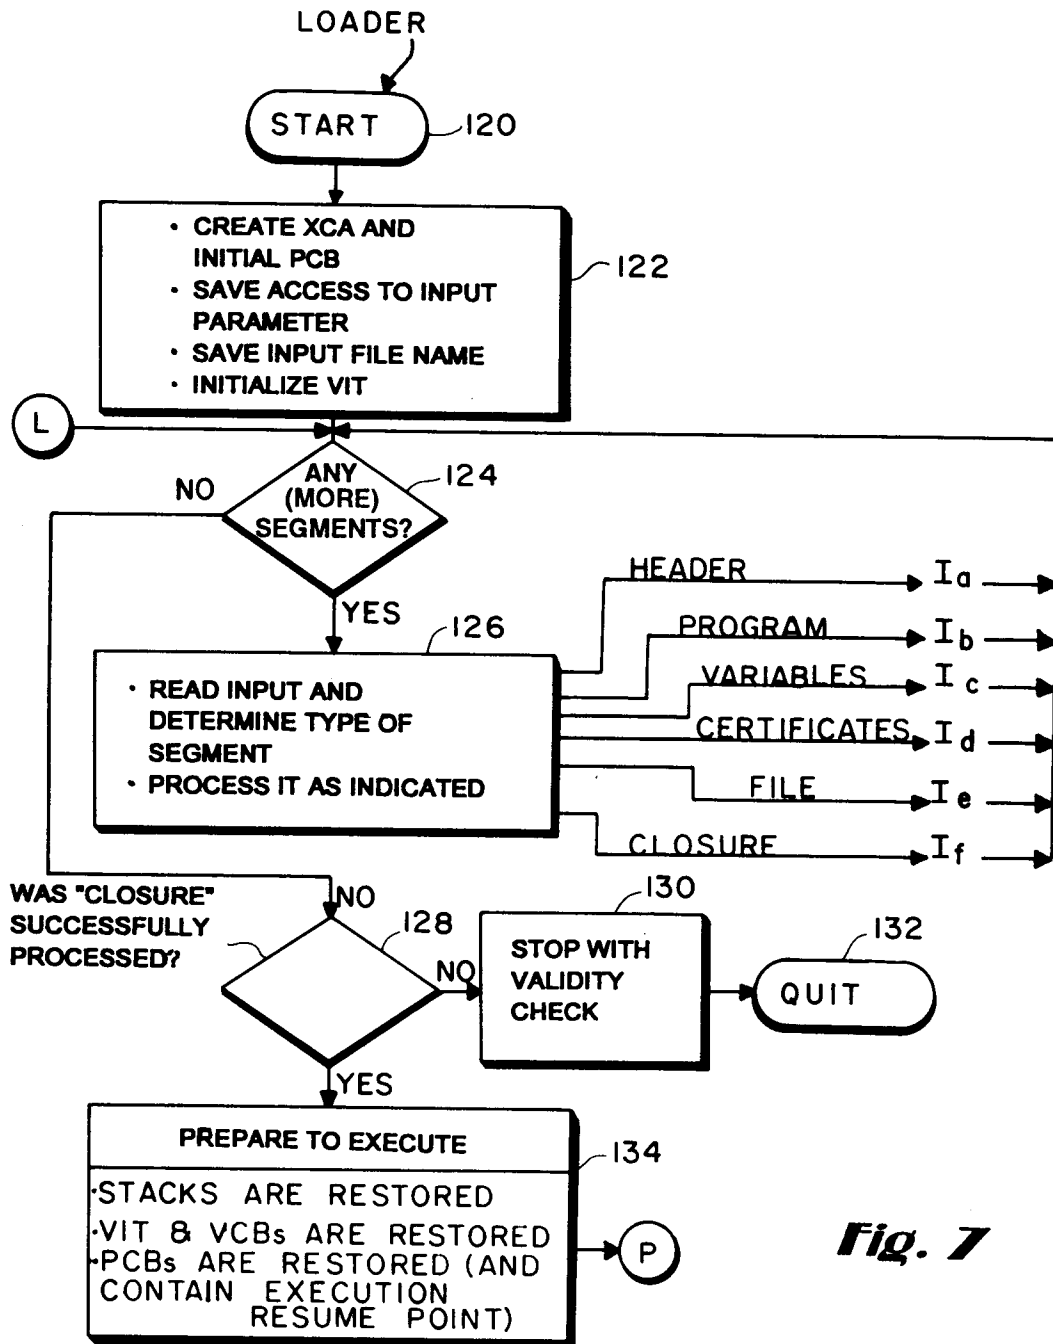 LOADER
START
120
• CREATE XCA AND
INITIAL PCB
• SAVE ACCESS TO INPUT
PARAMETER
• SAVE INPUT FILE NAME
• INITIALIZE VIT
122
L
NO
ANY
(MORE)
SEGMENTS?
124
YES
126
• READ INPUT AND
DETERMINE TYPE OF
SEGMENT
• PROCESS IT AS INDICATED
HEADER
Ia
PROGRAM
Ib
VARIABLES
Ic
CERTIFICATES
Id
FILE
Ie
CLOSURE
If
WAS "CLOSURE"
SUCCESSFULLY
PROCESSED?
NO
128
NO
130
STOP WITH
VALIDITY
CHECK
132
QUIT
YES
PREPARE TO EXECUTE
134
•STACKS ARE RESTORED
•VIT & VCBs ARE RESTORED
•PCBs ARE RESTORED (AND
CONTAIN EXECUTION
RESUME POINT)
P
Fig. 7